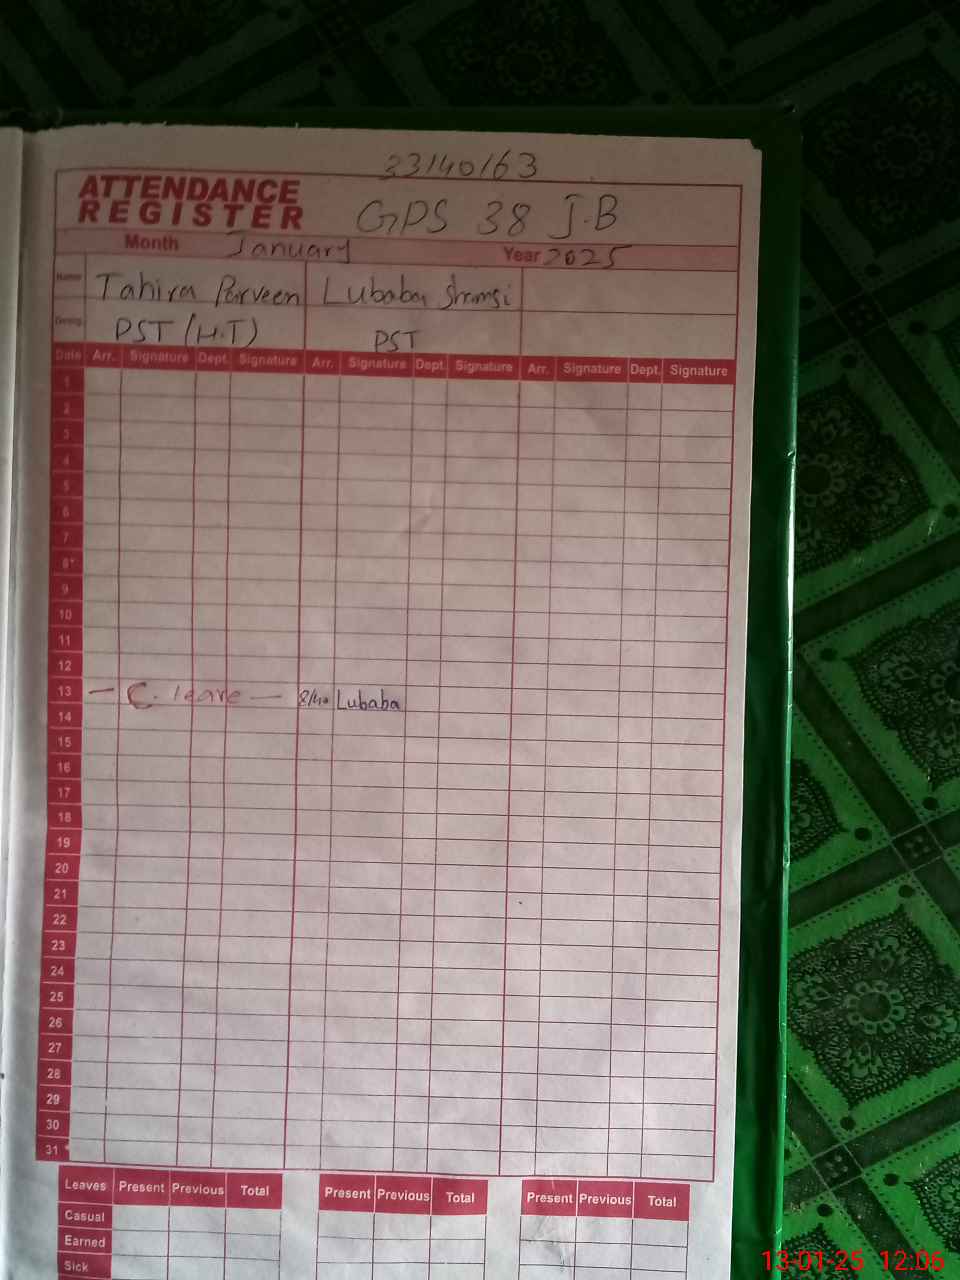 33140163
ATTENDANCE
REGISTER
GPS 38 J-B
Month January Year 2025
Name Tahira Parveen Lubaba Shamsi
Desig. PST (H.T) PST
Date Arr. Signature Dept. Signature Arr. Signature Dept. Signature Arr. Signature Dept. Signature
1
2
3
4
5
6
7
8
9
10
11
12
13 — C. leave — 8/40 Lubaba
14
15
16
17
18
19
20
21
22
23
24
25
26
27
28
29
30
31
Leaves Present Previous Total Present Previous Total Present Previous Total
Casual
Earned
Sick
13-01-25 12:05